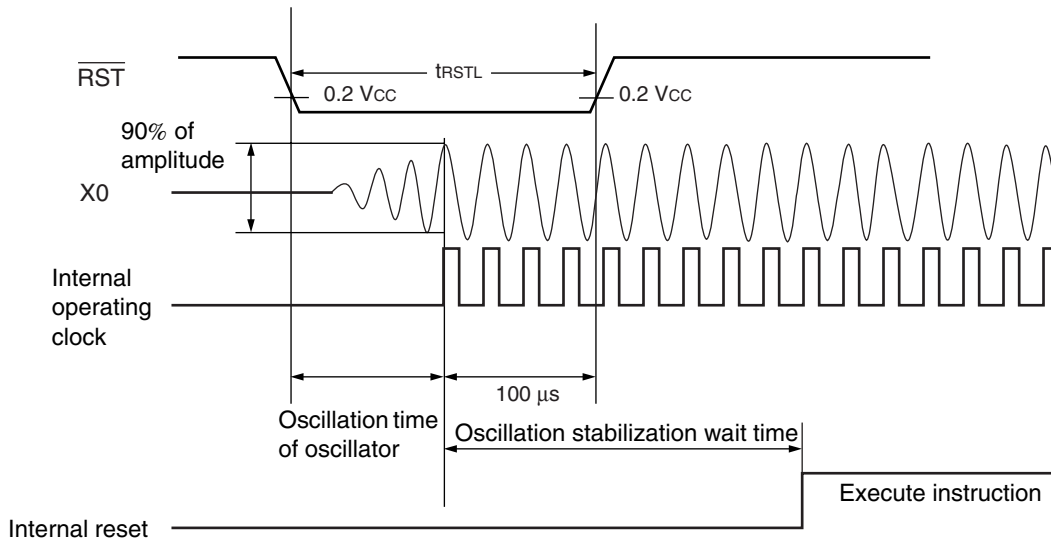 RST
tRSTL
0.2 VCC
0.2 VCC
90% of
amplitude
X0
Internal
operating
clock
100 μs
Oscillation time
of oscillator
Oscillation stabilization wait time
Execute instruction
Internal reset